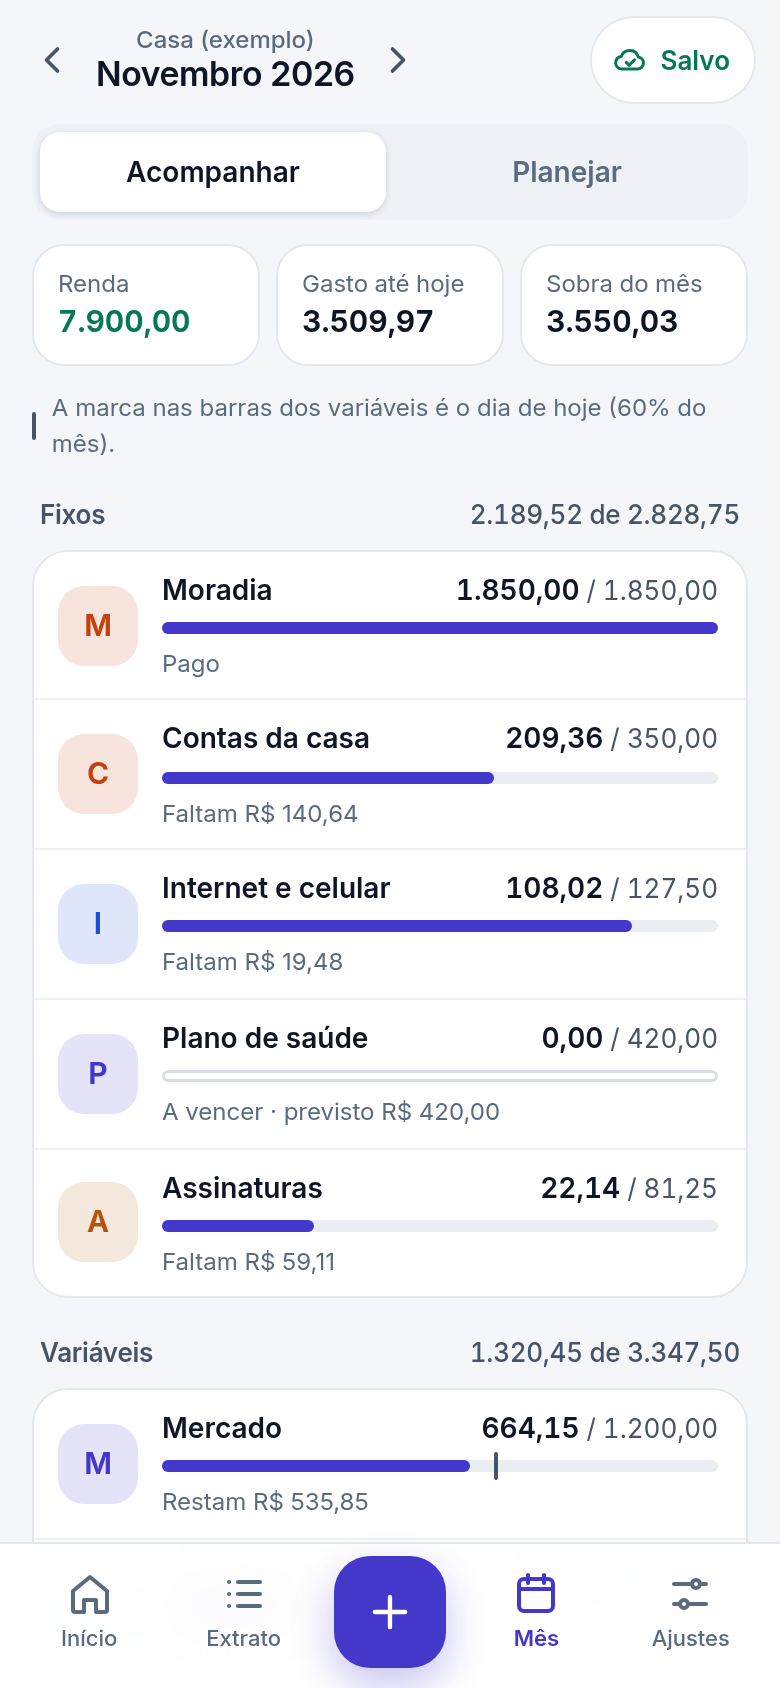 Casa (exemplo)
Novembro 2026
Salvo
Acompanhar
Planejar
Renda
7.900,00
Gasto até hoje
3.509,97
Sobra do mês
3.550,03
A marca nas barras dos variáveis é o dia de hoje (60% do
mês).
Fixos
2.189,52 de 2.828,75
M
Moradia
1.850,00 / 1.850,00
Pago
C
Contas da casa
209,36 / 350,00
Faltam R$ 140,64
I
Internet e celular
108,02 / 127,50
Faltam R$ 19,48
P
Plano de saúde
0,00 / 420,00
A vencer · previsto R$ 420,00
A
Assinaturas
22,14 / 81,25
Faltam R$ 59,11
Variáveis
1.320,45 de 3.347,50
M
Mercado
664,15 / 1.200,00
Restam R$ 535,85
Início
Extrato
Mês
Ajustes